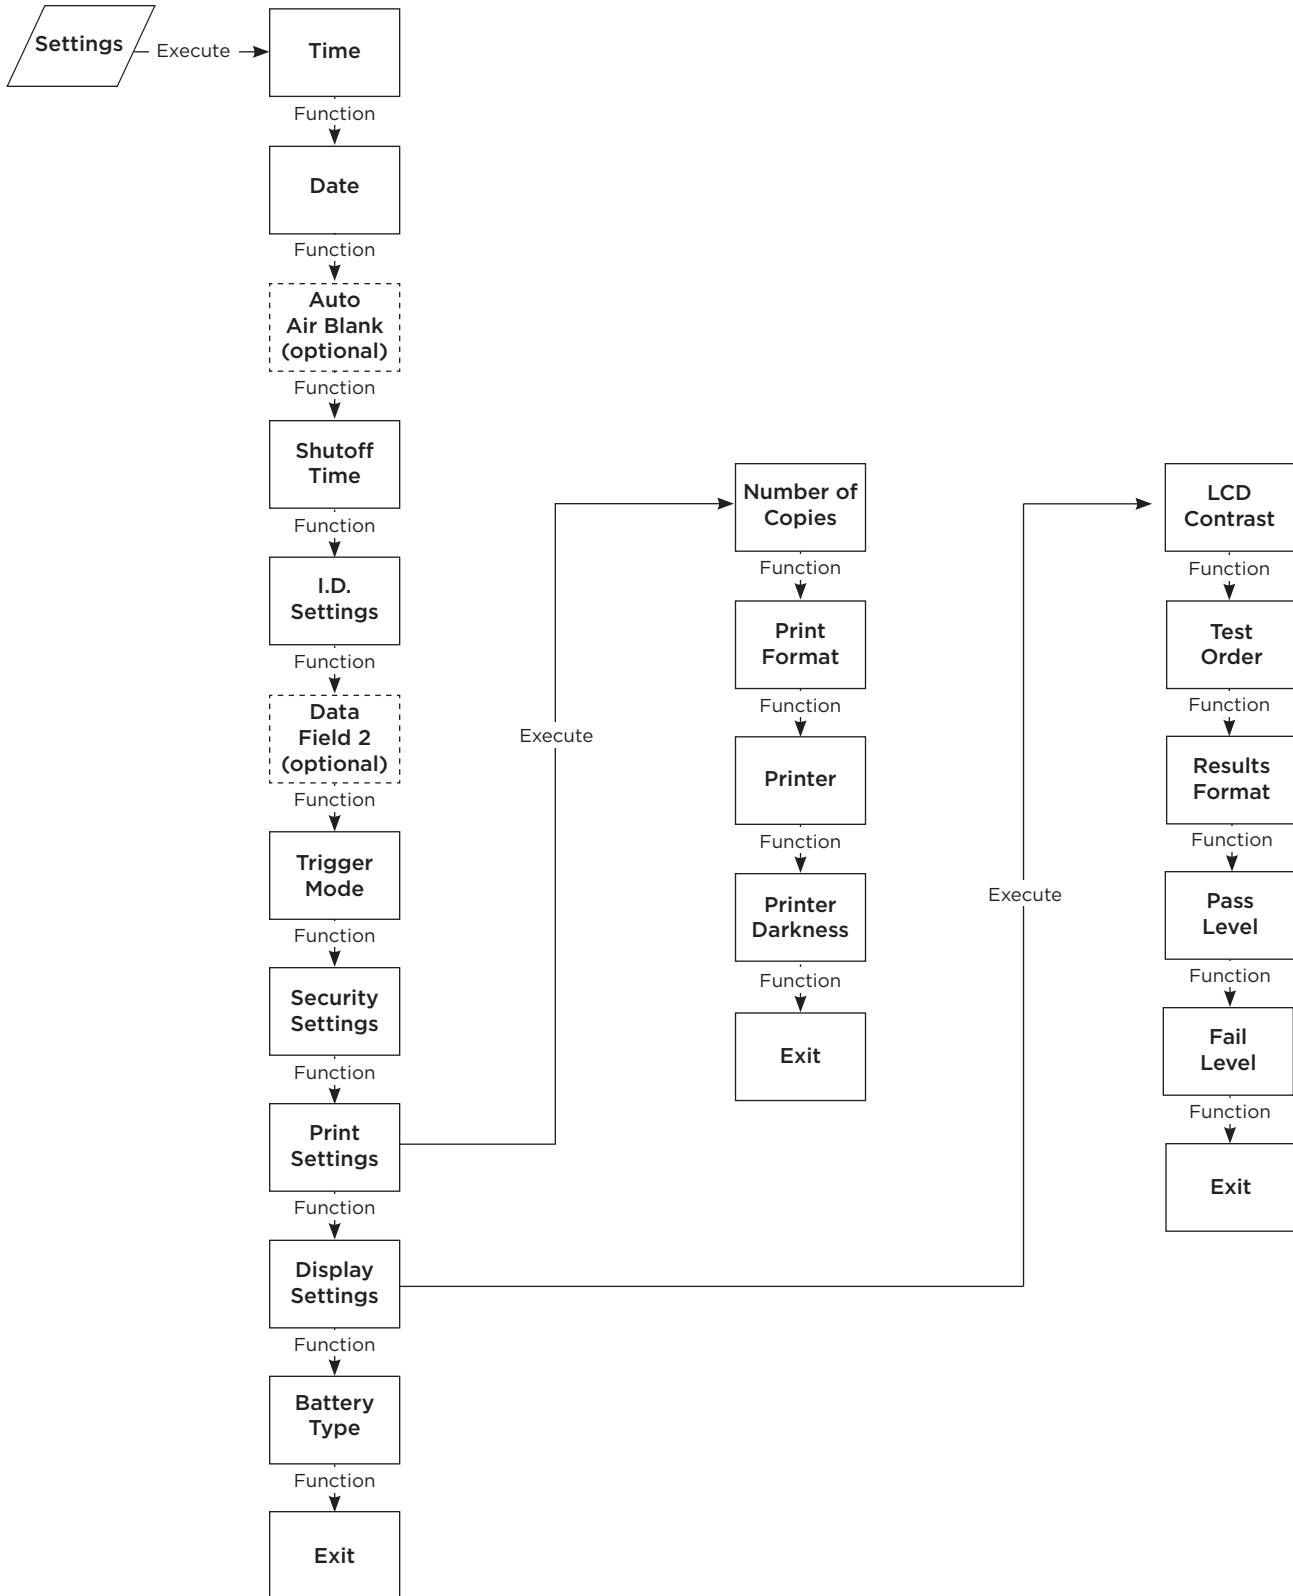 Settings
Execute
Time
Function
Date
Function
Auto
Air Blank
(optional)
Function
Shutoff
Time
Function
I.D.
Settings
Function
Data
Field 2
(optional)
Function
Trigger
Mode
Function
Security
Settings
Function
Print
Settings
Function
Display
Settings
Function
Battery
Type
Function
Exit
Execute
Number of
Copies
Function
Print
Format
Function
Printer
Function
Printer
Darkness
Function
Exit
Execute
LCD
Contrast
Function
Test
Order
Function
Results
Format
Function
Pass
Level
Function
Fail
Level
Function
Exit